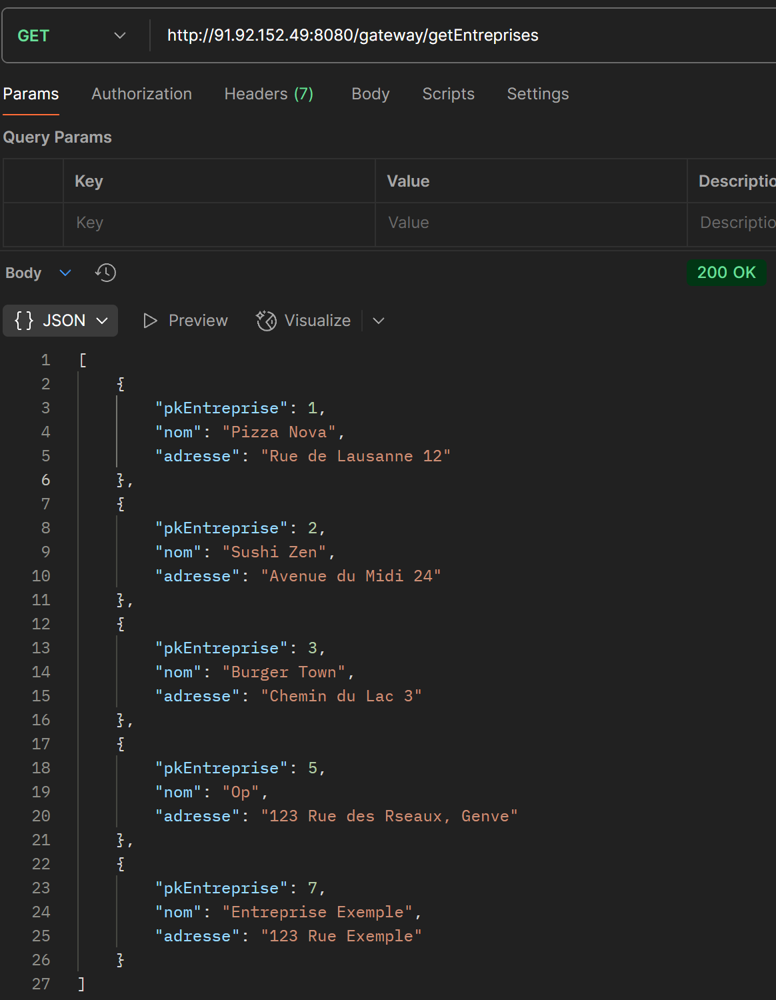 GET http://91.92.152.49:8080/gateway/getEntreprises
Params Authorization Headers (7) Body Scripts Settings
Query Params
Key Value Descriptio
Key Value Descriptio
Body 200 OK
{} JSON Preview Visualize
1 [
2 {
3 "pkEntreprise": 1,
4 "nom": "Pizza Nova",
5 "adresse": "Rue de Lausanne 12"
6 },
7 {
8 "pkEntreprise": 2,
9 "nom": "Sushi Zen",
10 "adresse": "Avenue du Midi 24"
11 },
12 {
13 "pkEntreprise": 3,
14 "nom": "Burger Town",
15 "adresse": "Chemin du Lac 3"
16 },
17 {
18 "pkEntreprise": 5,
19 "nom": "Op",
20 "adresse": "123 Rue des Rseaux, Genve"
21 },
22 {
23 "pkEntreprise": 7,
24 "nom": "Entreprise Exemple",
25 "adresse": "123 Rue Exemple"
26 }
27 ]